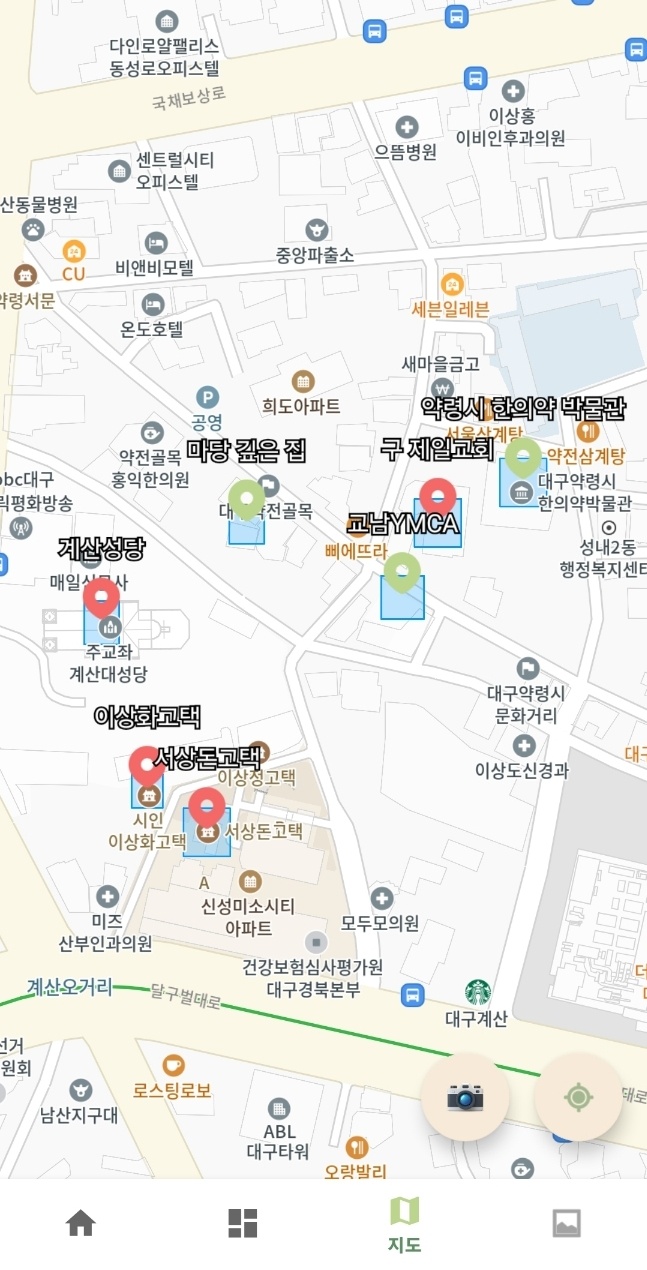 다인로얄팰리스
동성로오피스텔
국채보상로
이상홍
이비인후과의원
으뜸병원
센트럴시티
오피스텔
산동물병원
CU
비앤비모텔
중앙파출소
약령서문
온도호텔
세븐일레븐
새마을금고
P
공영
희도아파트
약령시 한의약 박물관
서울삼계탕
약전삼계탕
약전골목
홍익한의원
마당 깊은 집
구 제일교회
대구약령시
한의약박물관
bc대구
평화방송
전골목
교남YMCA
삐에뜨라
성내2동
행정복지센터
계산성당
매일신문사
주교좌
계산대성당
대구약령시
문화거리
이상화고택
서상돈고택
이상정고택
이상도신경과
시인
이상화고택
서상돈고택
A
신성미소시티
아파트
미즈
산부인과의원
모두모의원
건강보험심사평가원
대구경북본부
계산오거리
달구벌대로
대구계산
로스팅로보
남산지구대
ABL
대구타워
오랑발리
지도